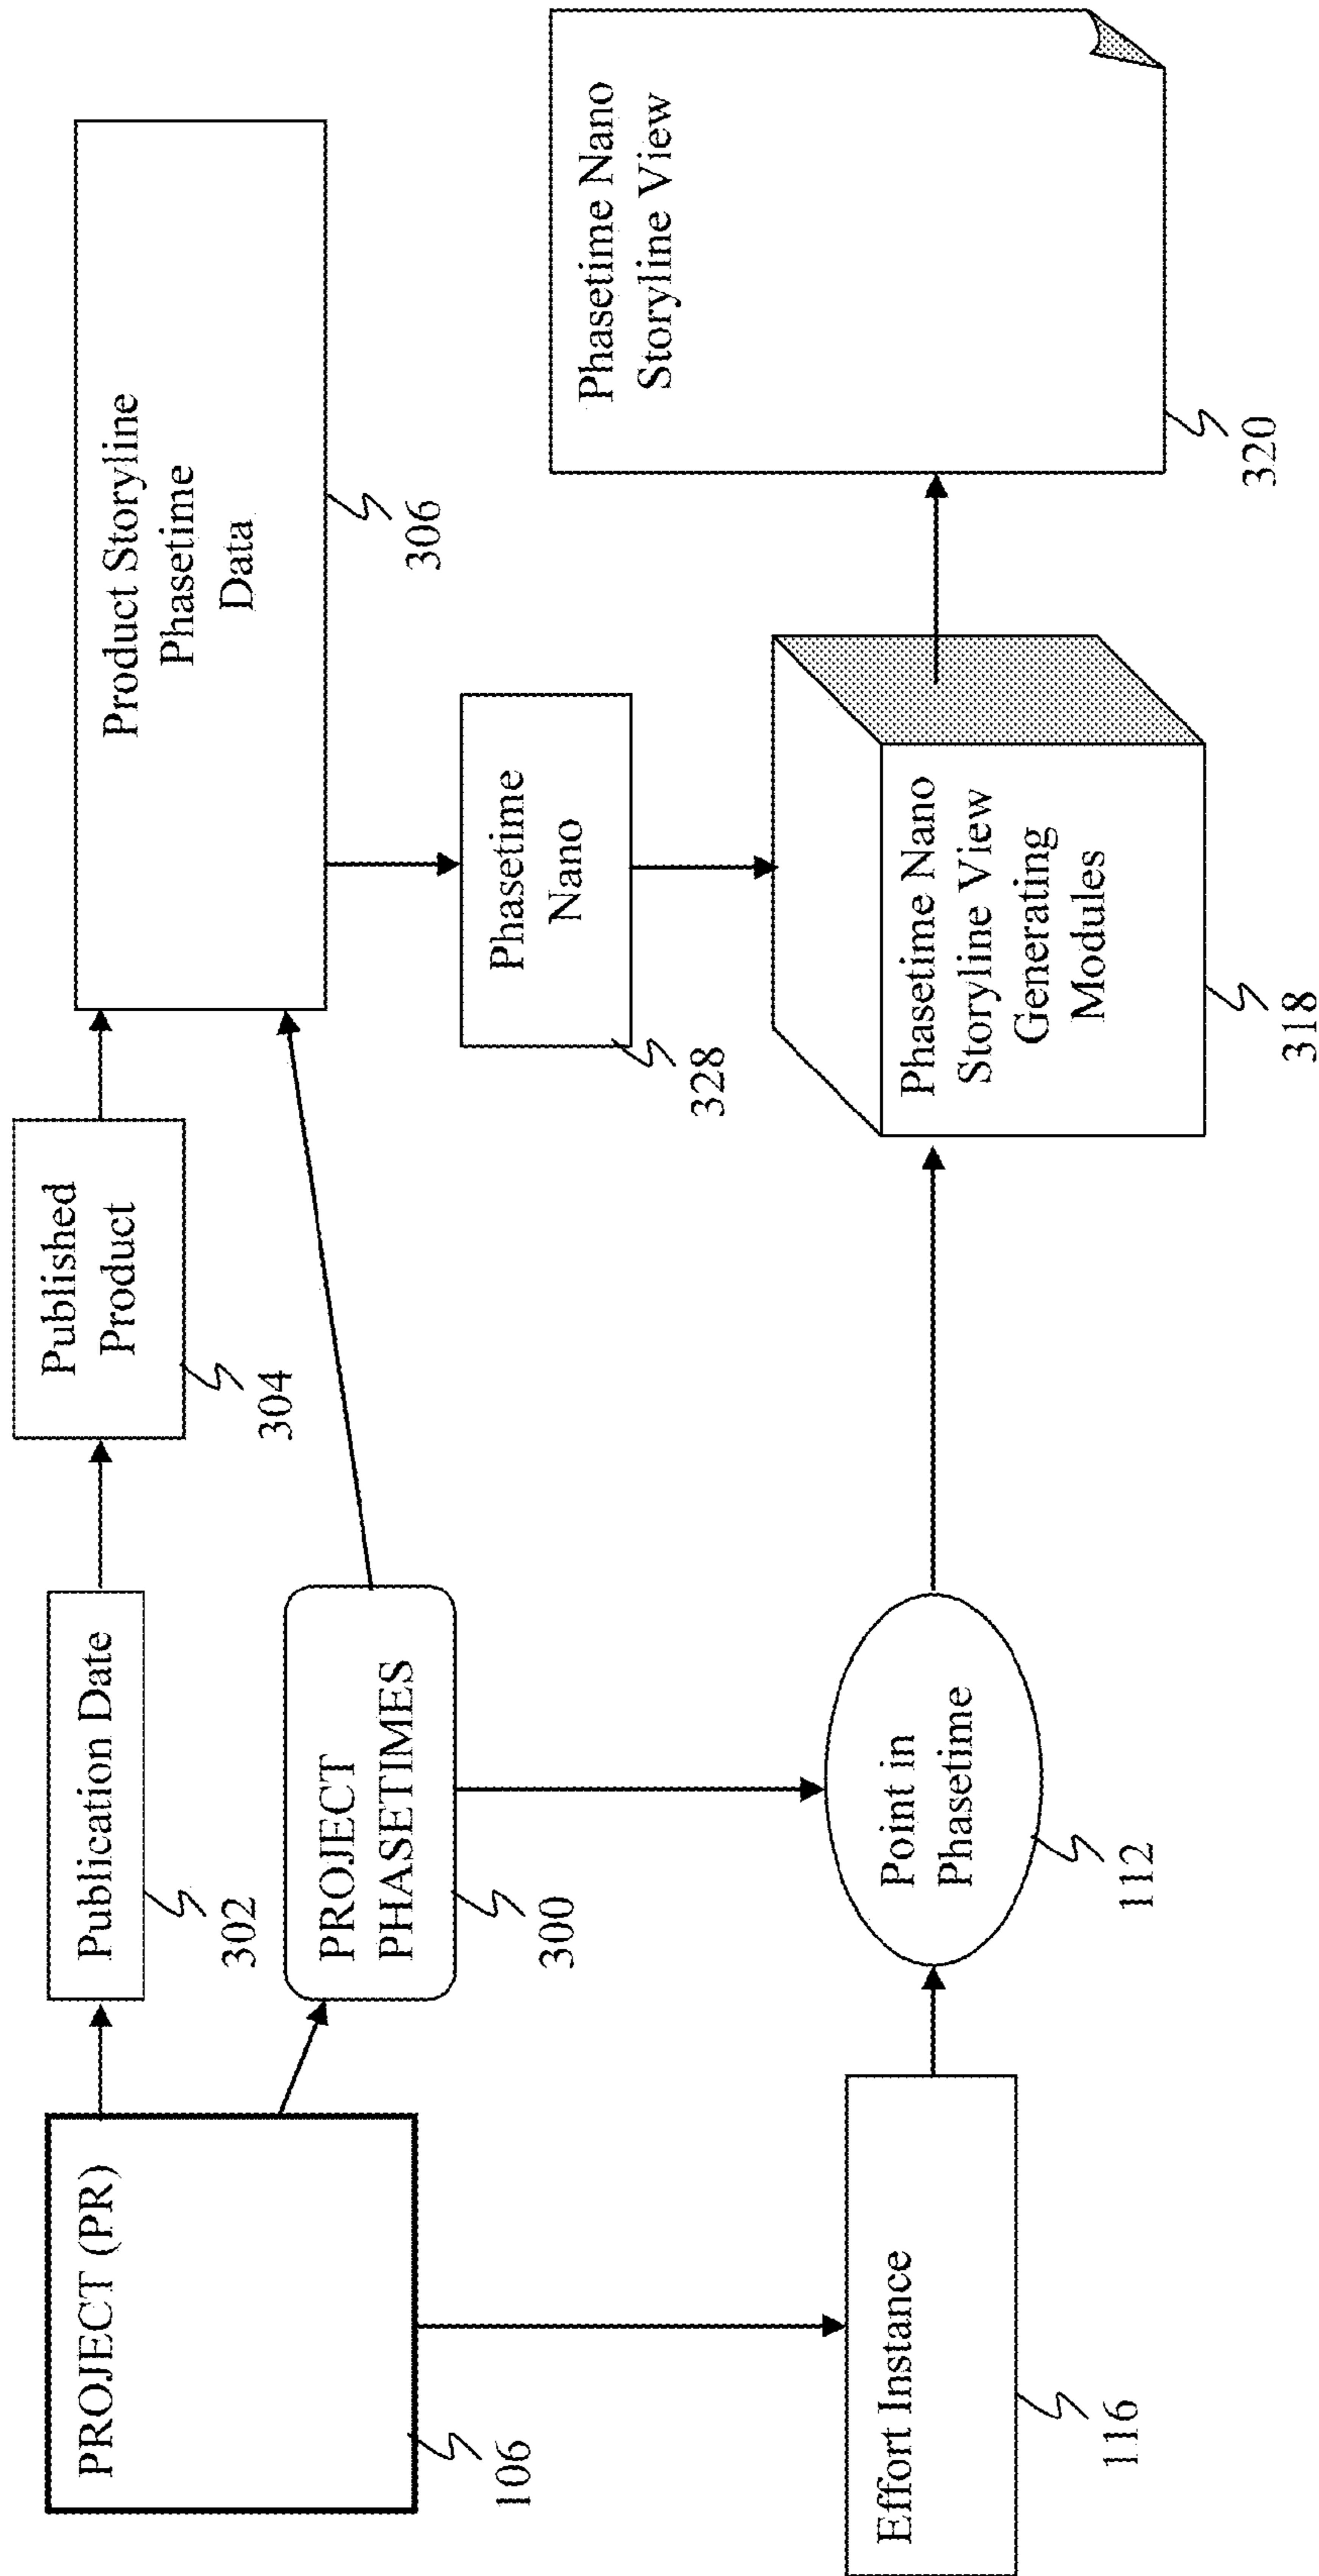 PROJECT (PR)
106
Publication Date
302
Published
Product
304
Product Storyline
Phasetime
Data
306
PROJECT
PHASETIMES
300
Phasetime
Nano
328
Effort Instance
116
Point in
Phasetime
112
Phasetime Nano
Storyline View
Generating
Modules
318
Phasetime Nano
Storyline View
320